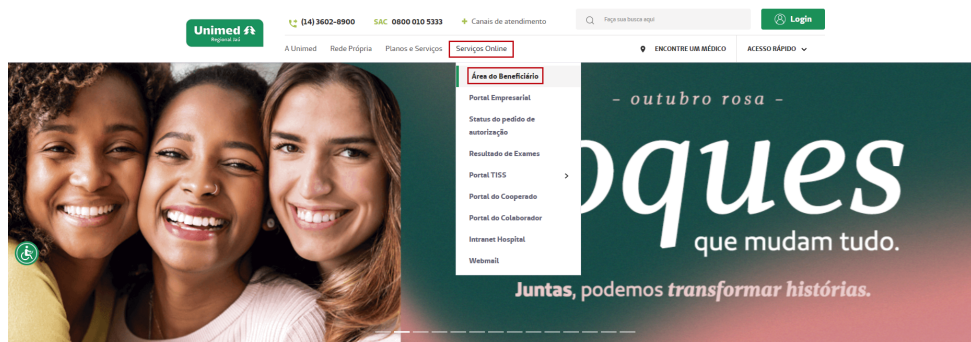 Unimed
Regional Jaú
(14) 3602-8900
SAC 0800 010 5333
+ Canais de atendimento
Faça sua busca aqui
Login
A Unimed
Rede Própria
Planos e Serviços
Serviços Online
ENCONTRE UM MÉDICO
ACESSO RÁPIDO
Área do Beneficiário
Portal Empresarial
Status do pedido de
autorização
Resultado de Exames
Portal TISS
Portal do Cooperado
Portal do Colaborador
Intranet Hospital
Webmail
- outubro rosa -
oques
que mudam tudo.
Juntas, podemos transformar histórias.